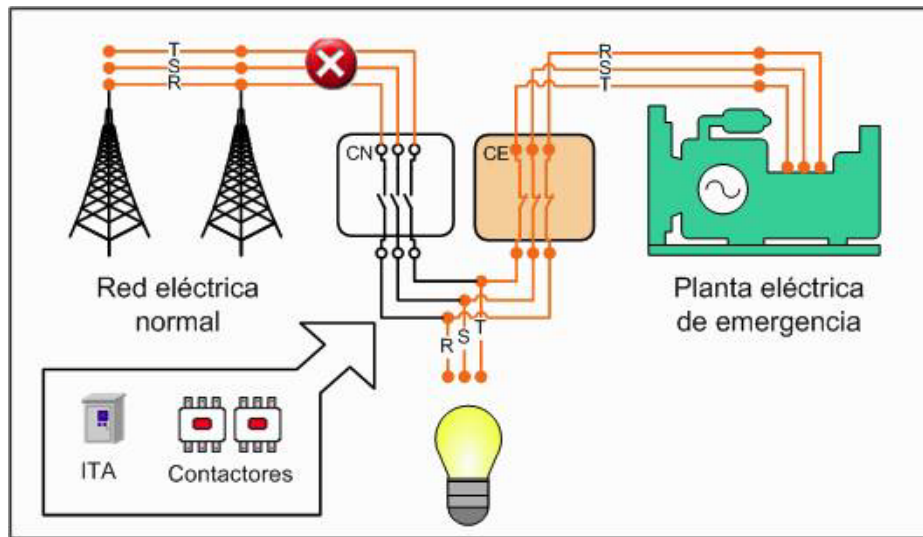 T
S
R
R
S
T
CN
CE
Red eléctrica
normal
Planta eléctrica
de emergencia
R
S
T
ITA
Contactores